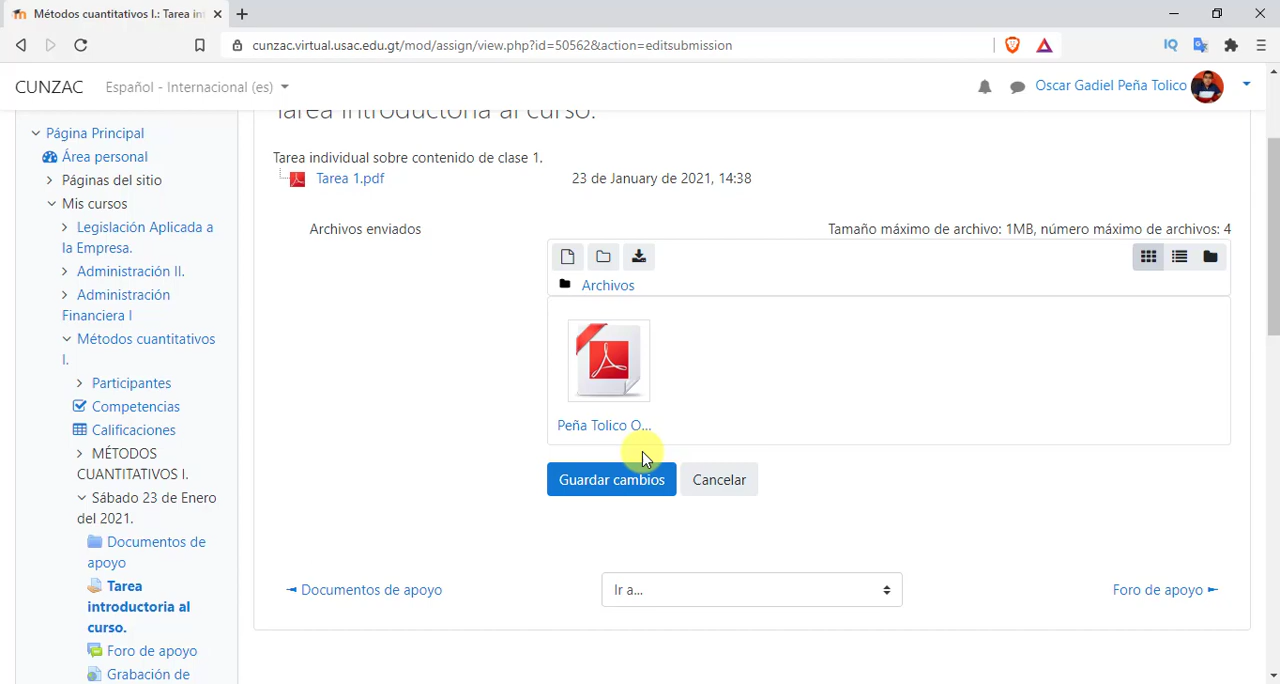 Métodos cuantitativos I.: Tarea in
cunzac.virtual.usac.edu.gt/mod/assign/view.php?id=50562&action=editsubmission
IQ
CUNZAC
Español - Internacional (es)
Oscar Gadiel Peña Tolico
Tarea introductoria al curso.
Página Principal
Área personal
Páginas del sitio
Mis cursos
Legislación Aplicada a
la Empresa.
Administración II.
Administración
Financiera I
Métodos cuantitativos
I.
Participantes
Competencias
Calificaciones
MÉTODOS
CUANTITATIVOS I.
Sábado 23 de Enero
del 2021.
Documentos de
apoyo
Tarea
introductoria al
curso.
Foro de apoyo
Grabación de
Tarea individual sobre contenido de clase 1.
Tarea 1.pdf
23 de January de 2021, 14:38
Archivos enviados
Tamaño máximo de archivo: 1MB, número máximo de archivos: 4
Archivos
Peña Tolico O...
Guardar cambios
Cancelar
◄ Documentos de apoyo
Ir a...
Foro de apoyo ►